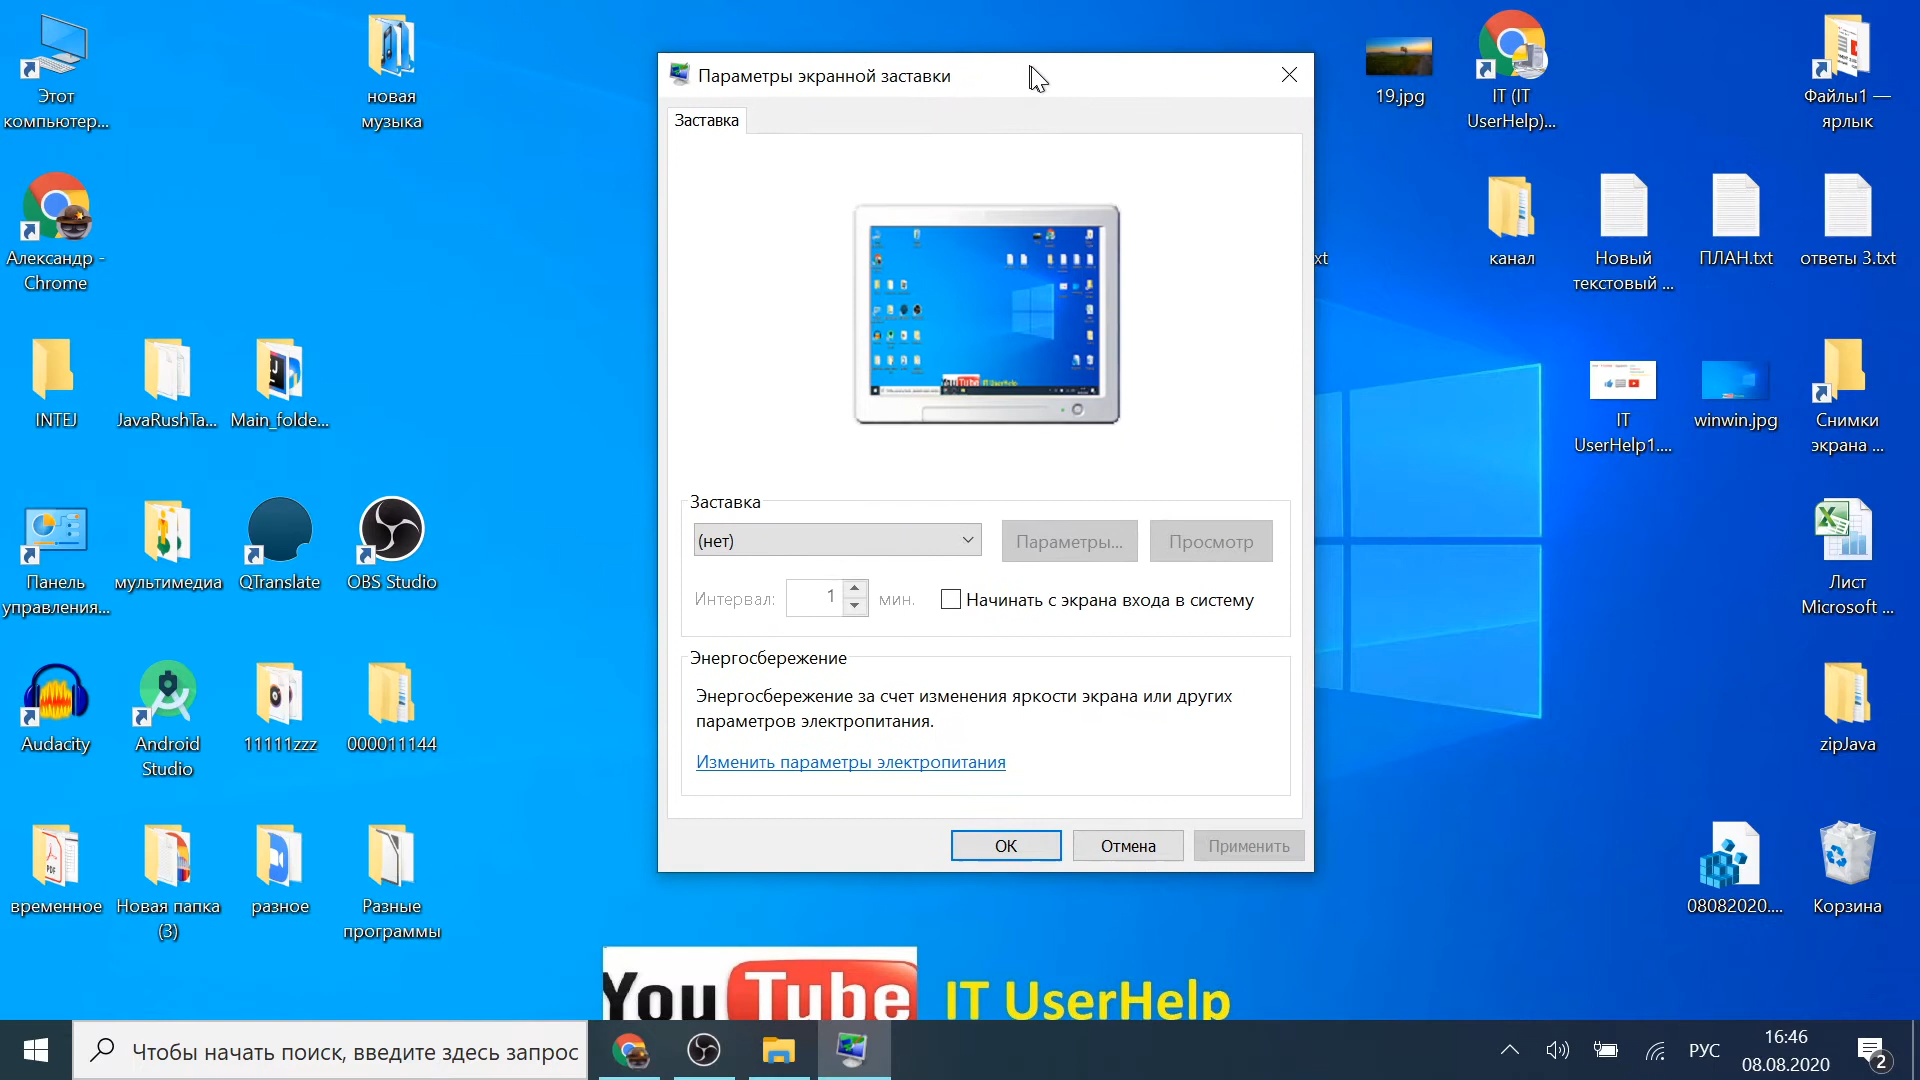 Этот
компьютер...
новая
музыка
Александр -
Chrome
INTEJ
JavaRushTa...
Main_folde...
Панель
управления...
мультимедиа
QTranslate
OBS Studio
Audacity
Android
Studio
11111zzz
000011144
временное
Новая папка
(3)
разное
Разные
программы
Параметры экранной заставки
Заставка
Заставка
(нет)
Параметры...
Просмотр
Интервал:
1
мин.
Начинать с экрана входа в систему
Энергосбережение
Энергосбережение за счет изменения яркости экрана или других
параметров электропитания.
Изменить параметры электропитания
ОК
Отмена
Применить
19.jpg
IT (IT
UserHelp)...
Файлы1 —
ярлык
xt
канал
Новый
текстовый ...
ПЛАН.txt
ответы 3.txt
IT
UserHelp1....
winwin.jpg
Снимки
экрана ...
Лист
Microsoft ...
zipJava
08082020....
Корзина
YouTube
IT UserHelp
Чтобы начать поиск, введите здесь запрос
РУС
16:46
08.08.2020
2